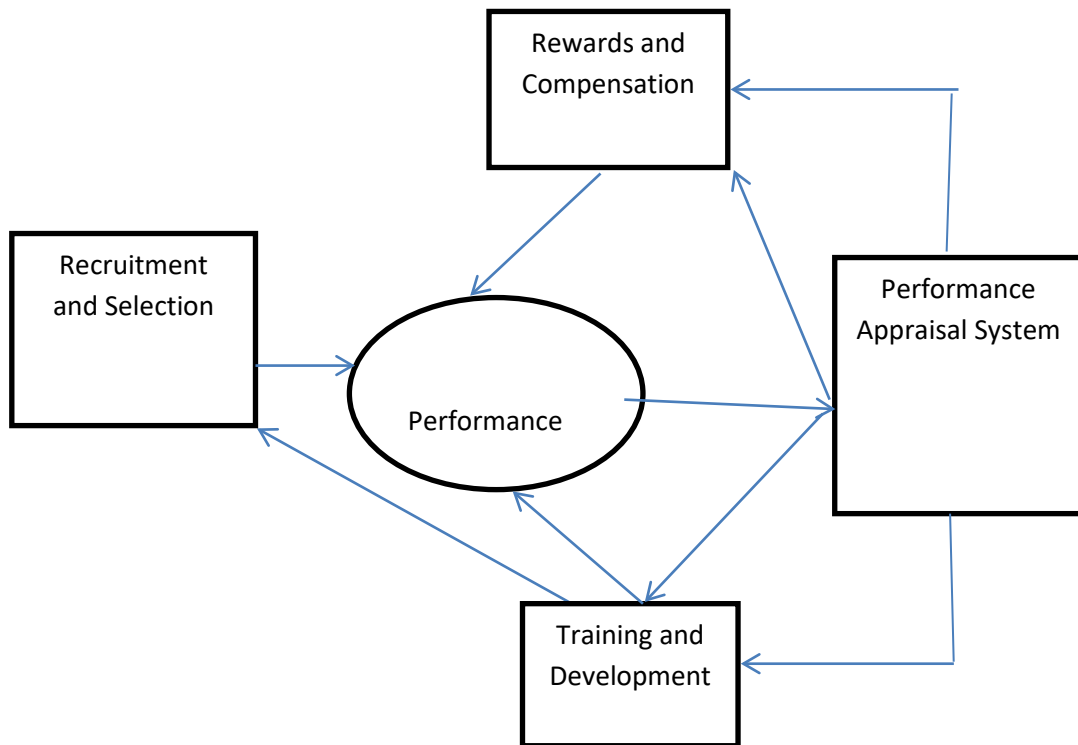 Rewards and
Compensation
Recruitment
and Selection
Performance
Appraisal System
Performance
Training and
Development